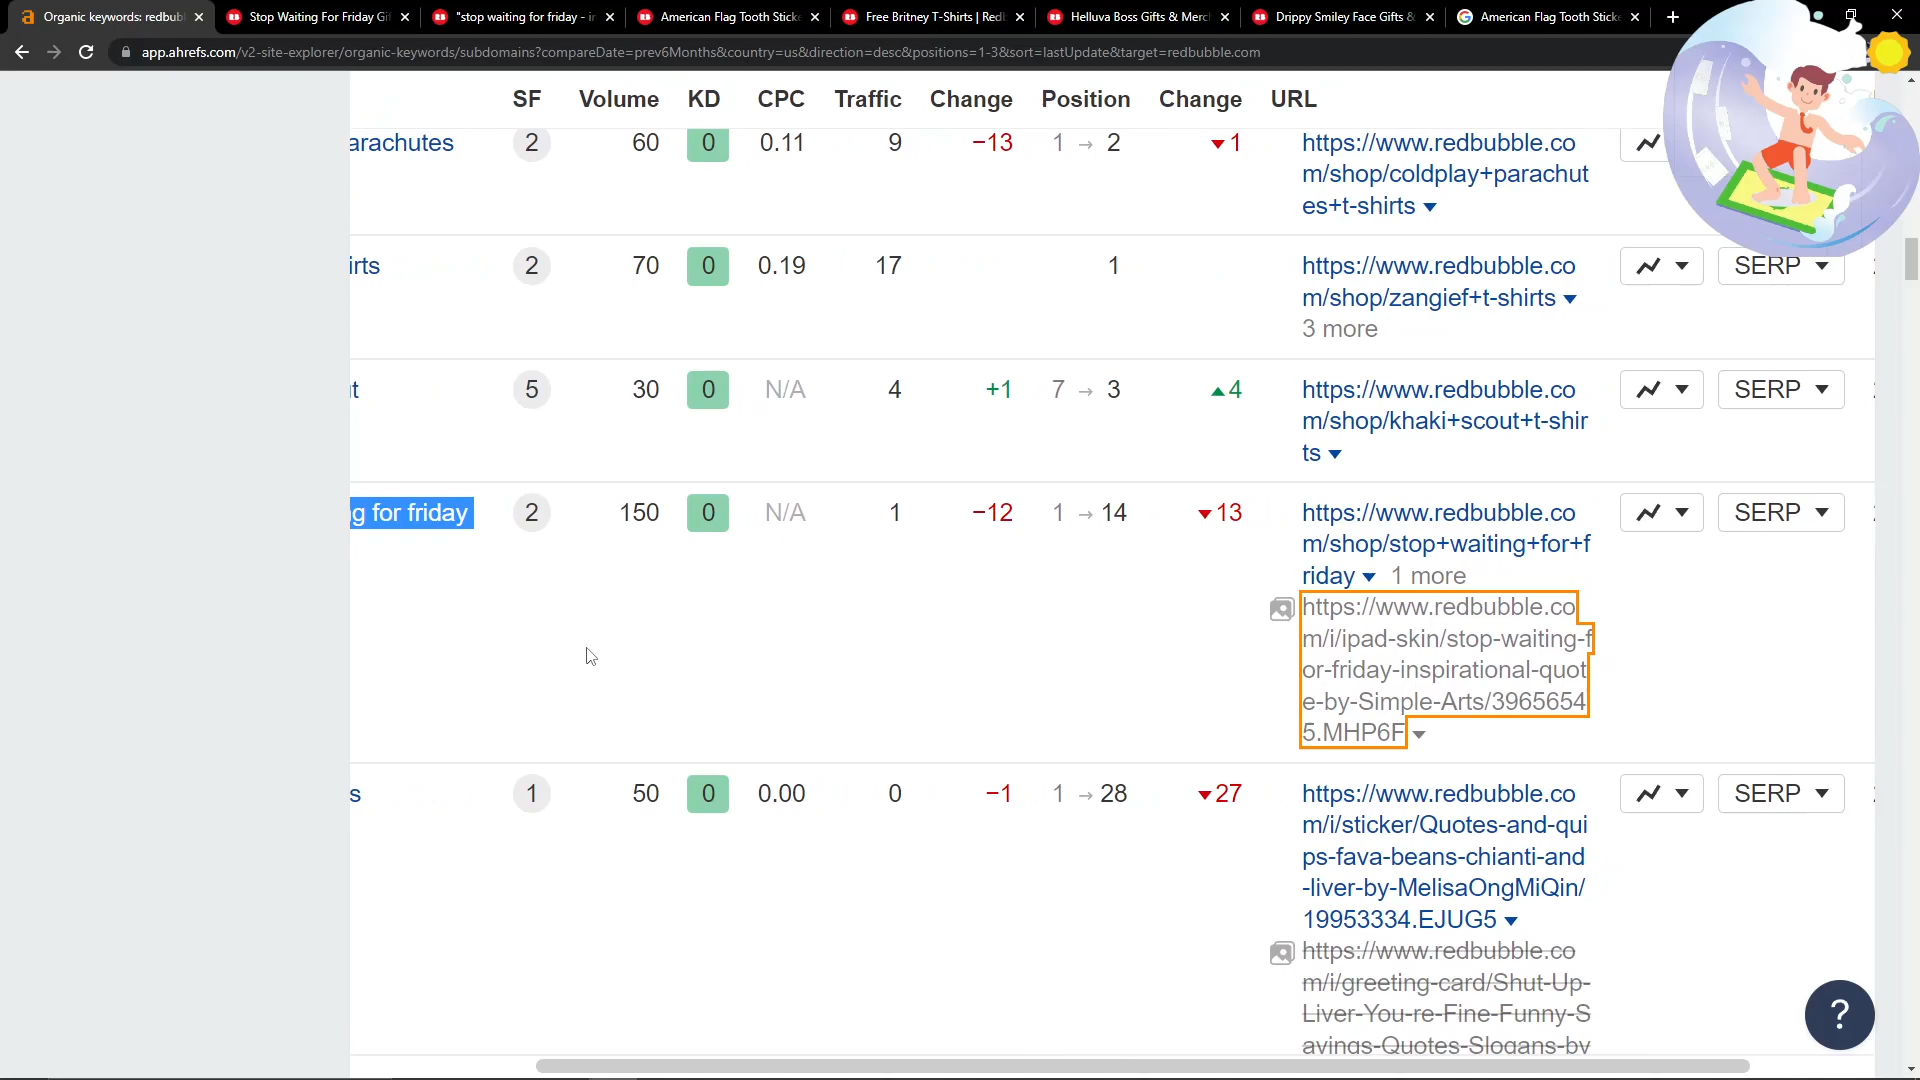 Organic keywords: redbubl
Stop Waiting For Friday Gif
"stop waiting for friday - in
American Flag Tooth Sticke
Free Britney T-Shirts | Redl
Helluva Boss Gifts & Merc
Drippy Smiley Face Gifts &
American Flag Tooth Sticke
app.ahrefs.com/v2-site-explorer/organic-keywords/subdomains?compareDate=prev6Months&country=us&direction=desc&positions=1-3&sort=lastUpdate&target=redbubble.com
SF Volume KD CPC Traffic Change Position Change URL
arachutes 2 60 0 0.11 9 −13 1 → 2 ▼1 https://www.redbubble.co
m/shop/coldplay+parachut
es+t-shirts ▼
irts 2 70 0 0.19 17 1 https://www.redbubble.co SERP ▼
m/shop/zangief+t-shirts ▼
3 more
it 5 30 0 N/A 4 +1 7 → 3 ▲4 https://www.redbubble.co SERP ▼
m/shop/khaki+scout+t-shir
ts ▼
g for friday 2 150 0 N/A 1 −12 1 → 14 ▼13 https://www.redbubble.co SERP ▼
m/shop/stop+waiting+for+f
riday ▼ 1 more
https://www.redbubble.co
m/i/ipad-skin/stop-waiting-f
or-friday-inspirational-quot
e-by-Simple-Arts/3965654
5.MHP6F ▼
s 1 50 0 0.00 0 −1 1 → 28 ▼27 https://www.redbubble.co SERP ▼
m/i/sticker/Quotes-and-qui
ps-fava-beans-chianti-and
-liver-by-MelisaOngMiQin/
19953334.EJUG5 ▼
https://www.redbubble.co
m/i/greeting-card/Shut-Up-
Liver-You-re-Fine-Funny-S
ayings-Quotes-Slogans-by
?